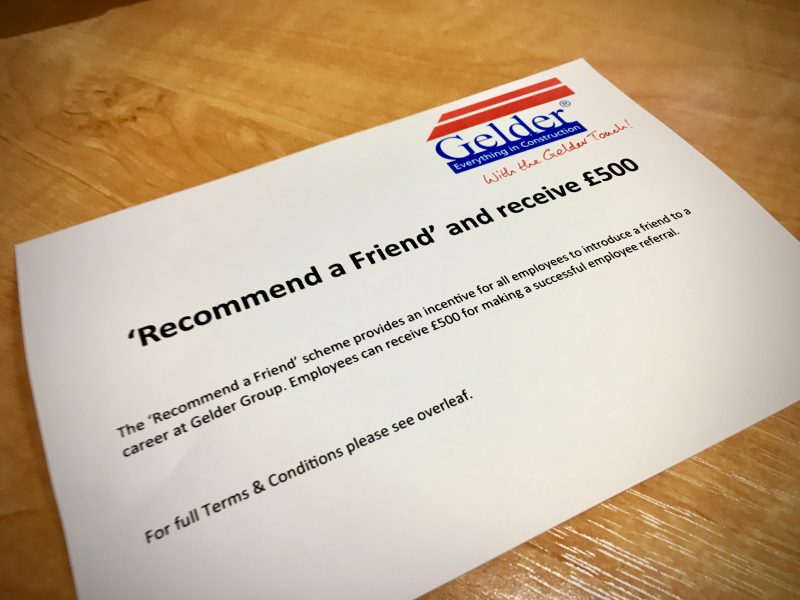 Gelder®
Everything in Construction
With the Gelder Touch!
‘Recommend a Friend’ and receive £500
The ‘Recommend a Friend’ scheme provides an incentive for all employees to introduce a friend to a
career at Gelder Group. Employees can receive £500 for making a successful employee referral.
For full Terms & Conditions please see overleaf.